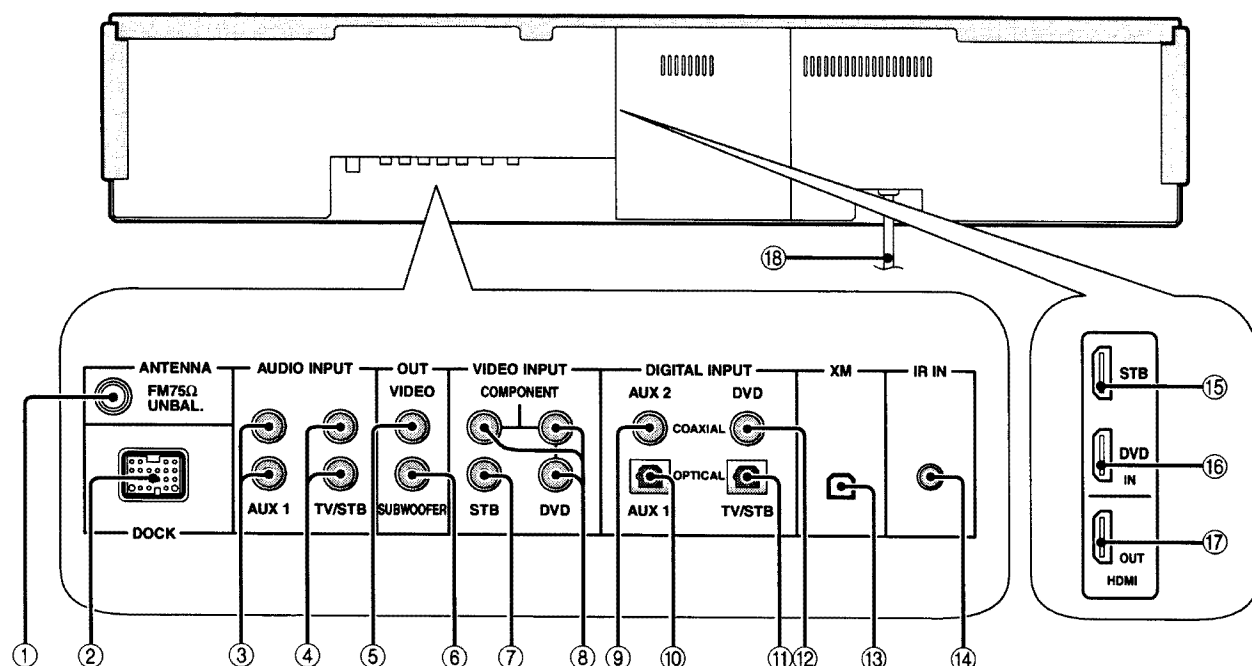 ⑱
ANTENNA
FM75Ω
UNBAL.
DOCK
AUDIO INPUT
AUX 1
TV/STB
OUT
VIDEO
SUBWOOFER
VIDEO INPUT
COMPONENT
STB
DVD
DIGITAL INPUT
AUX 2
DVD
COAXIAL
OPTICAL
AUX 1
TV/STB
XM
IR IN
STB
DVD
IN
OUT
HDMI
⑮
⑯
⑰
① ② ③ ④ ⑤ ⑥ ⑦ ⑧ ⑨ ⑩ ⑪ ⑫ ⑬ ⑭